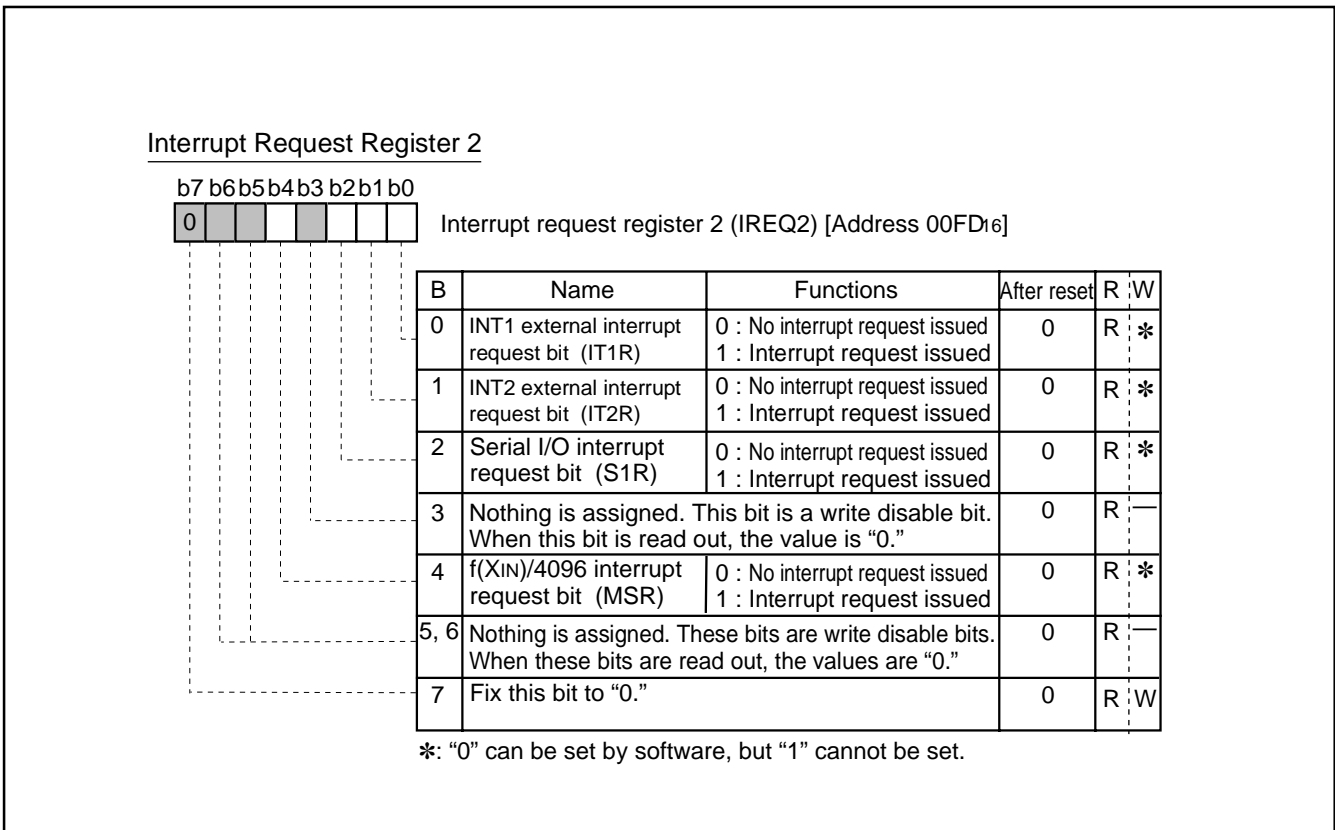 Interrupt Request Register 2
b7 b6 b5 b4 b3 b2 b1 b0
0
Interrupt request register 2 (IREQ2) [Address 00FD16]
B Name Functions After reset R W
0 INT1 external interrupt request bit (IT1R) 0 : No interrupt request issued 0 R ✻
1 : Interrupt request issued
1 INT2 external interrupt request bit (IT2R) 0 : No interrupt request issued 0 R ✻
1 : Interrupt request issued
2 Serial I/O interrupt request bit (S1R) 0 : No interrupt request issued 0 R ✻
1 : Interrupt request issued
3 Nothing is assigned. This bit is a write disable bit. 0 R —
When this bit is read out, the value is “0.”
4 f(XIN)/4096 interrupt request bit (MSR) 0 : No interrupt request issued 0 R ✻
1 : Interrupt request issued
5, 6 Nothing is assigned. These bits are write disable bits. 0 R —
When these bits are read out, the values are “0.”
7 Fix this bit to “0.” 0 R W
✻: “0” can be set by software, but “1” cannot be set.